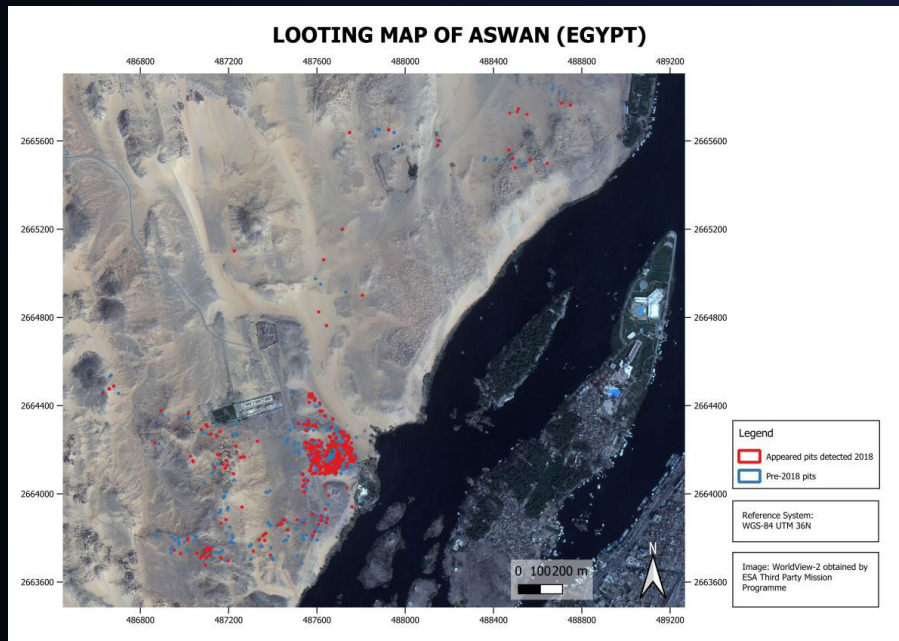 LOOTING MAP OF ASWAN (EGYPT)
486800 487200 487600 488000 488400 488800 489200
2665600 2665600
2665200 2665200
2664800 2664800
2664400 2664400
2664000 2664000
2663600 2663600
486800 487200 487600 488000 488400 488800 489200
0 100200 m
N
Legend
Appeared pits detected 2018
Pre-2018 pits
Reference System:
WGS-84 UTM 36N
Image: WorldView-2 obtained by
ESA Third Party Mission
Programme